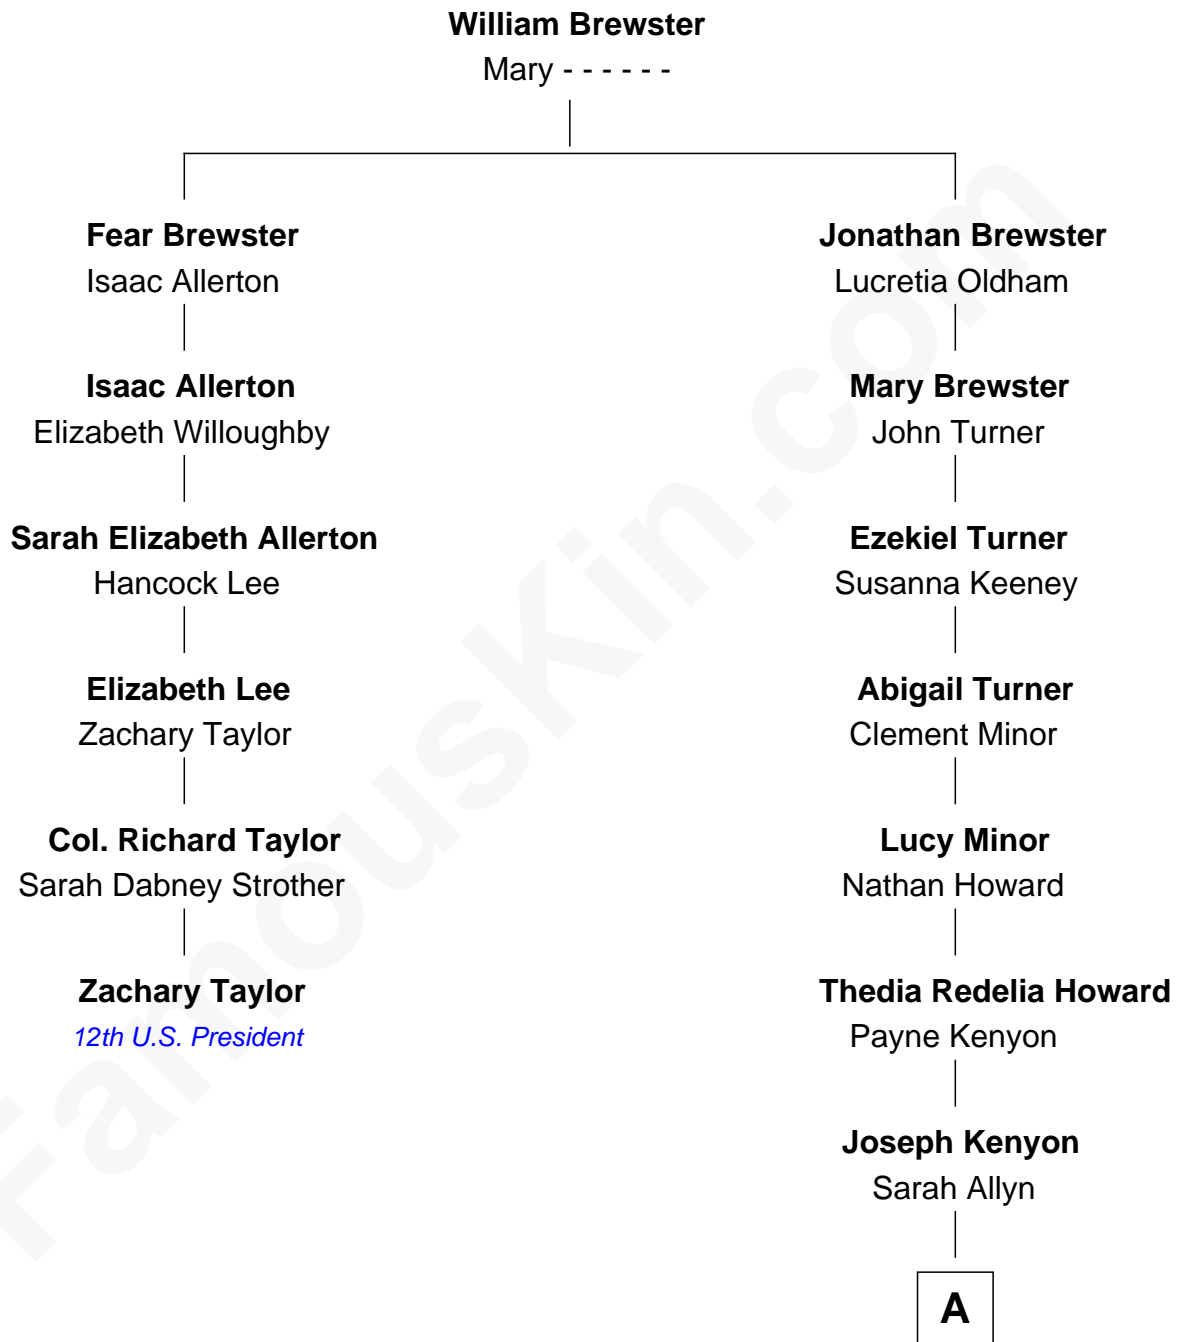 William Brewster
Mary - - - - - -
Fear Brewster
Isaac Allerton
Isaac Allerton
Elizabeth Willoughby
Sarah Elizabeth Allerton
Hancock Lee
Elizabeth Lee
Zachary Taylor
Col. Richard Taylor
Sarah Dabney Strother
Zachary Taylor
12th U.S. President
Jonathan Brewster
Lucretia Oldham
Mary Brewster
John Turner
Ezekiel Turner
Susanna Keeney
Abigail Turner
Clement Minor
Lucy Minor
Nathan Howard
Thedia Redelia Howard
Payne Kenyon
Joseph Kenyon
Sarah Allyn
A
FamousKin.com